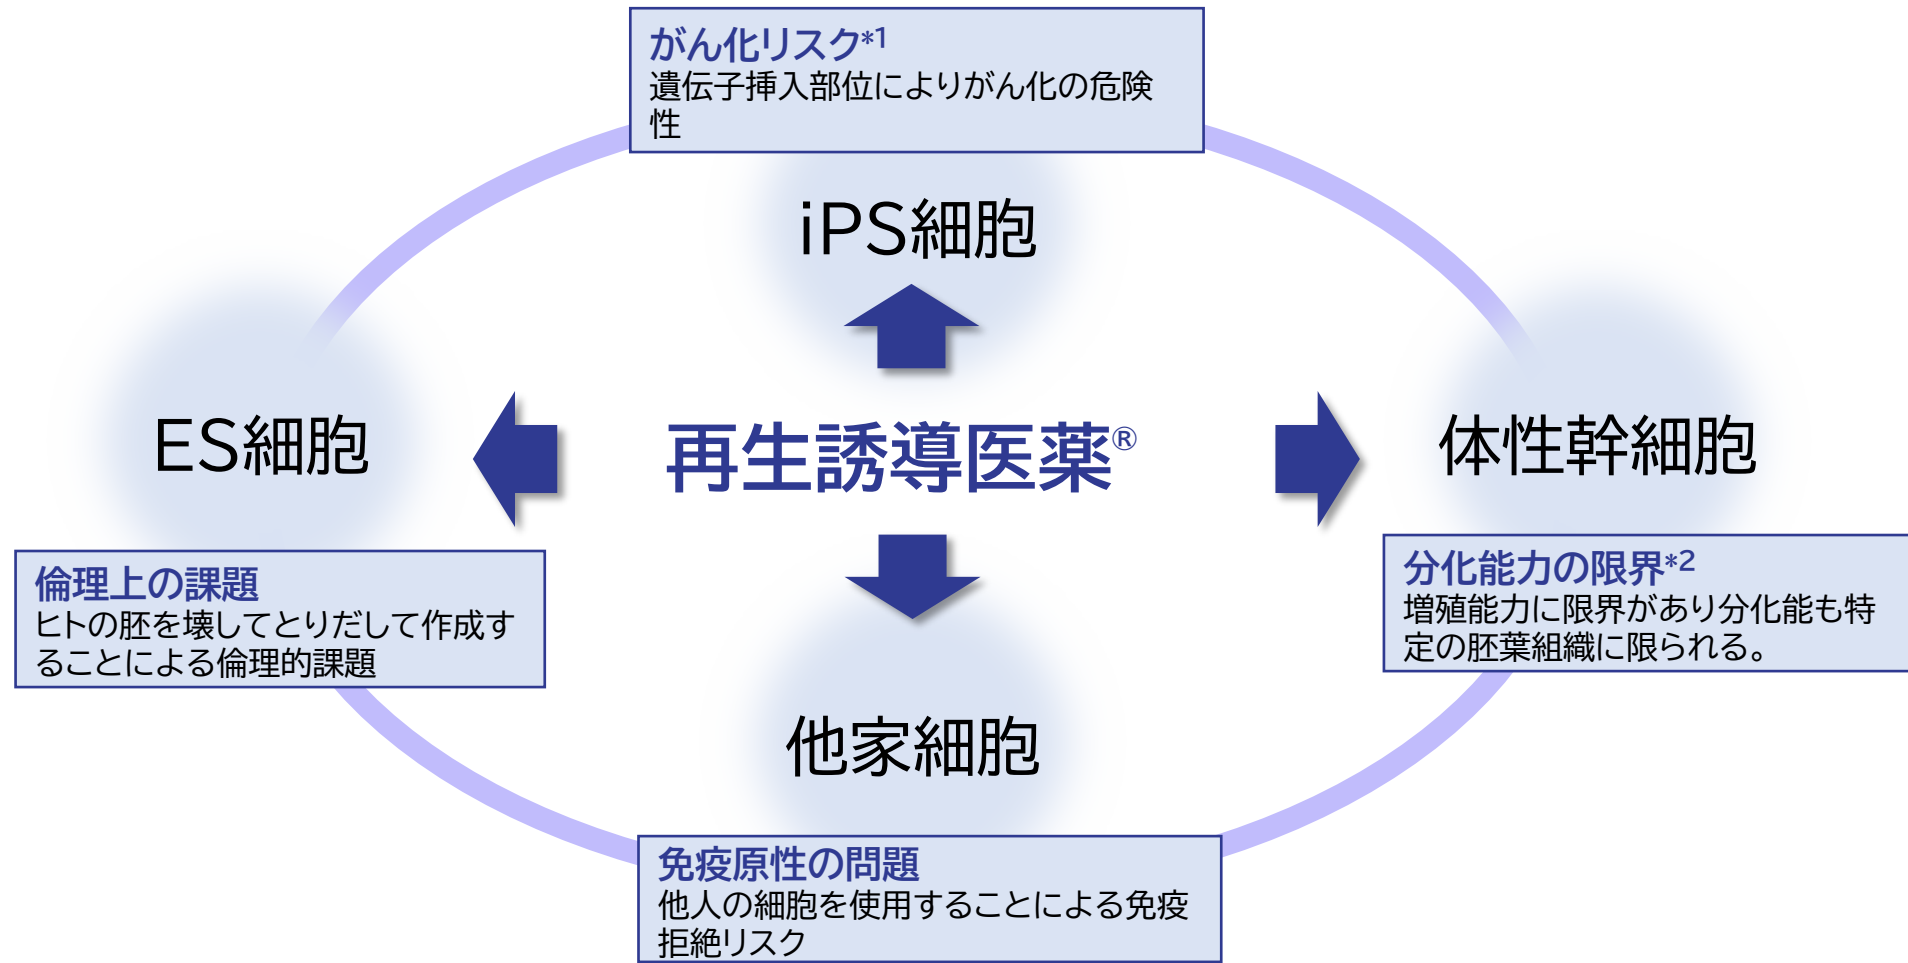 がん化リスク*1
遺伝子挿入部位によりがん化の危険
性
iPS細胞
ES細胞
再生誘導医薬®
体性幹細胞
倫理上の課題
ヒトの胚を壊してとりだして作成す
ることによる倫理的課題
分化能力の限界*2
増殖能力に限界があり分化能も特
定の胚葉組織に限られる。
他家細胞
免疫原性の問題
他人の細胞を使用することによる免疫
拒絶リスク